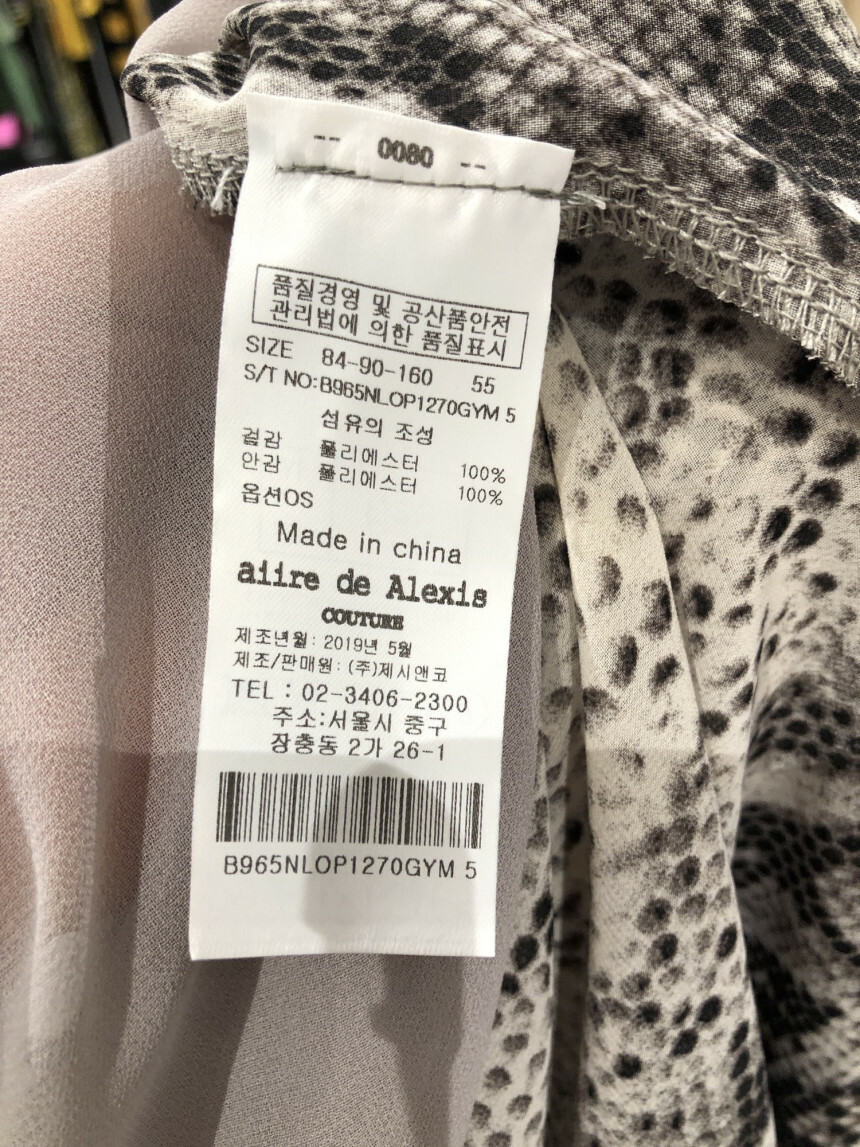 -- 0080 --
품질경영 및 공산품안전
관리법에 의한 품질표시
SIZE 84-90-160 55
S/T NO:B965NLOP1270GYM 5
섬유의 조성
겉감 폴리에스터 100%
안감 폴리에스터 100%
옵션OS
Made in china
aiire de Alexis
COUTURE
제조년월: 2019년 5월
제조/판매원: (주)제시앤코
TEL : 02-3406-2300
주소:서울시 중구
장충동 2가 26-1
B965NLOP1270GYM 5